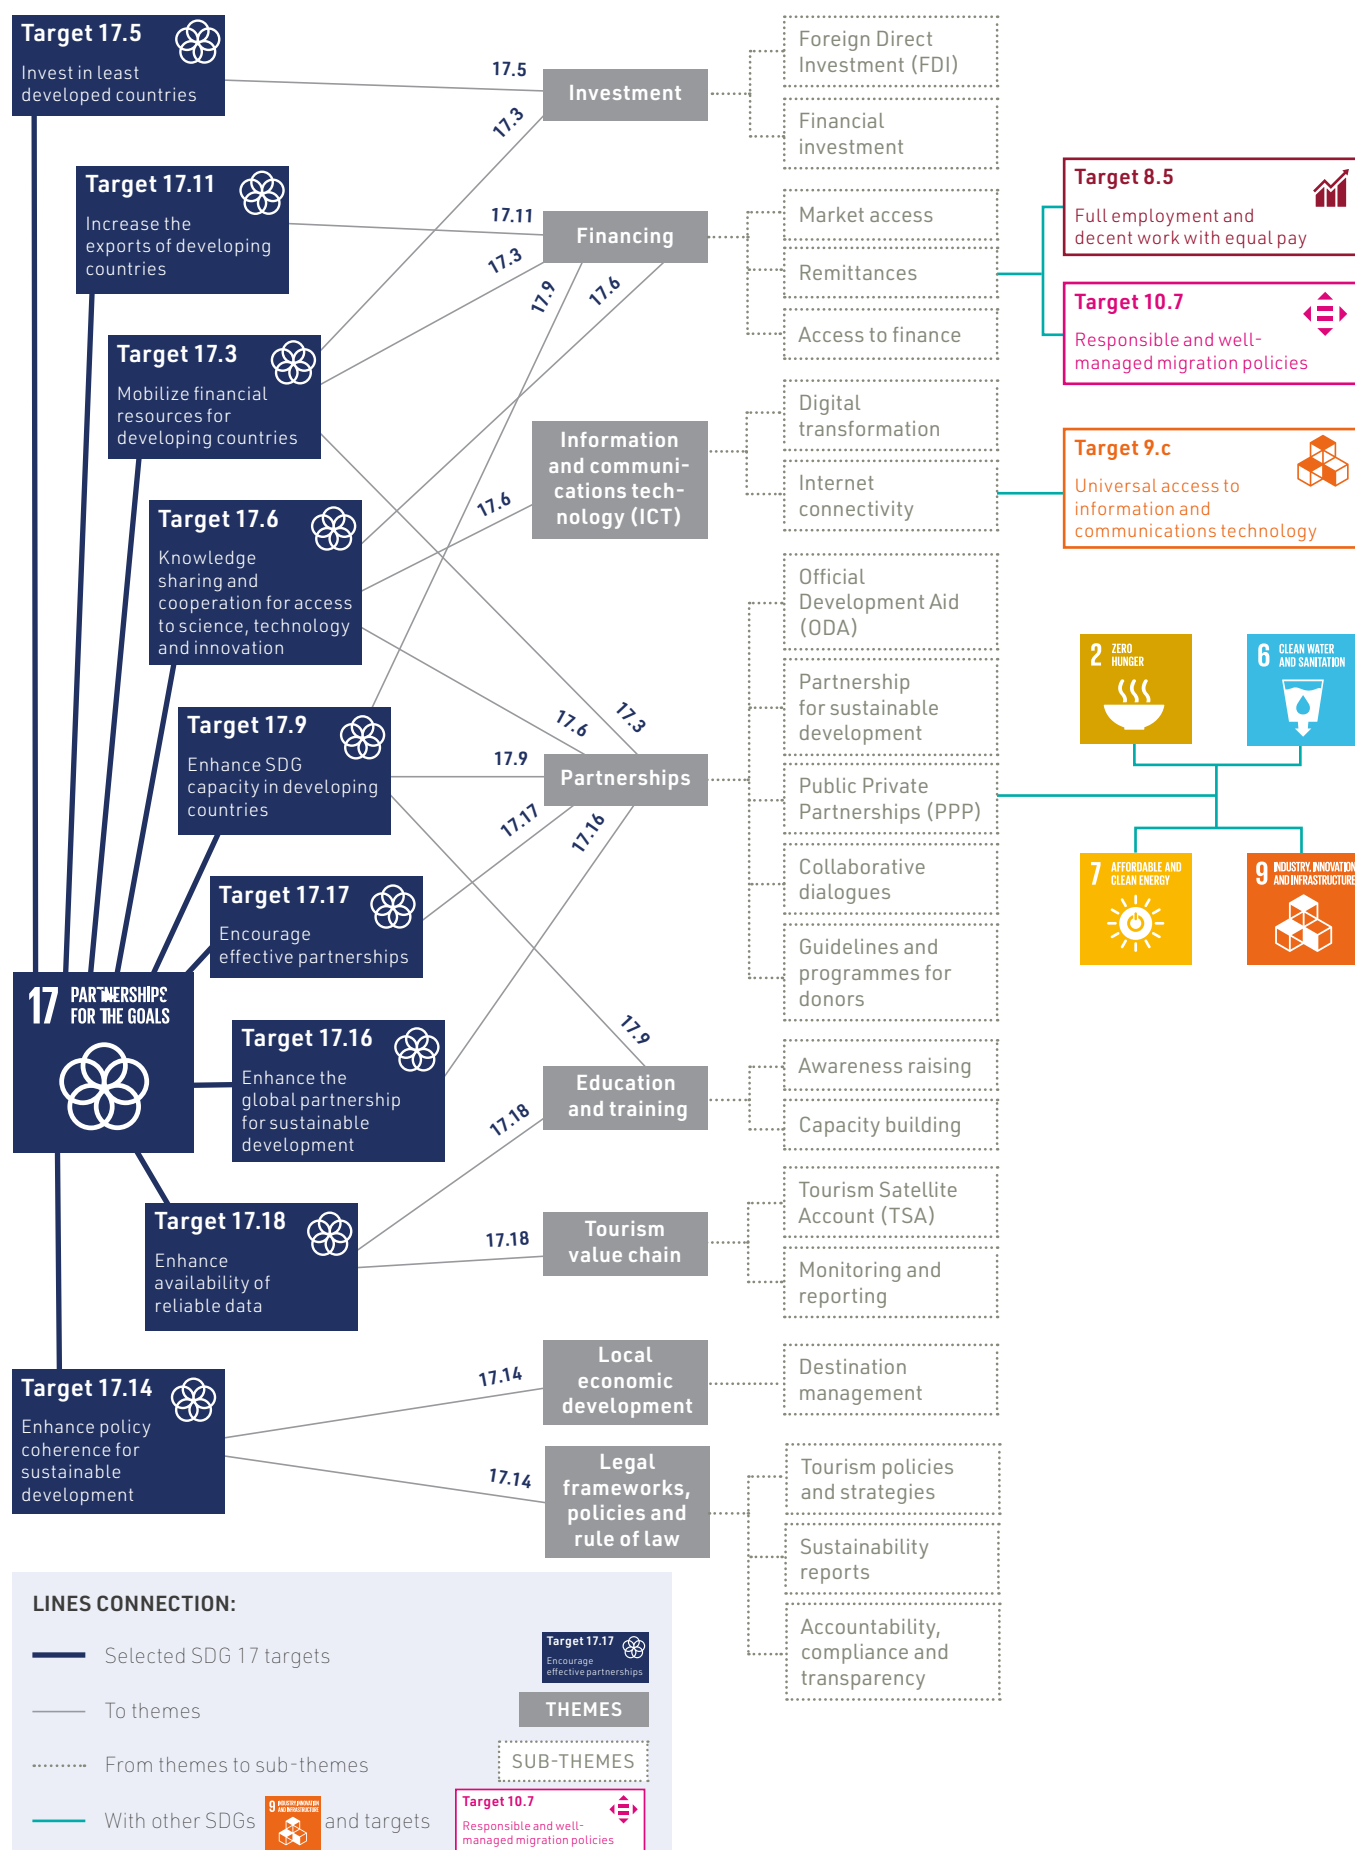 Target 17.5
Invest in least
developed countries
Target 17.11
Increase the
exports of developing
countries
Target 17.3
Mobilize financial
resources for
developing countries
Target 17.6
Knowledge
sharing and
cooperation for access
to science, technology
and innovation
Target 17.9
Enhance SDG
capacity in developing
countries
Target 17.17
Encourage
effective partnerships
17 PARTNERSHIPS
FOR THE GOALS
Target 17.16
Enhance the
global partnership
for sustainable
development
Target 17.18
Enhance
availability of
reliable data
Target 17.14
Enhance policy
coherence for
sustainable
development
17.5
17.3
17.11
17.3
17.9
17.6
17.6
17.3
17.6
17.9
17.17
17.16
17.9
17.18
17.18
17.14
17.14
Investment
Financing
Information
and communi-
cations tech-
nology (ICT)
Partnerships
Education
and training
Tourism
value chain
Local
economic
development
Legal
frameworks,
policies and
rule of law
Foreign Direct
Investment (FDI)
Financial
investment
Market access
Remittances
Access to finance
Digital
transformation
Internet
connectivity
Official
Development Aid
(ODA)
Partnership
for sustainable
development
Public Private
Partnerships (PPP)
Collaborative
dialogues
Guidelines and
programmes for
donors
Awareness raising
Capacity building
Tourism Satellite
Account (TSA)
Monitoring and
reporting
Destination
management
Tourism policies
and strategies
Sustainability
reports
Accountability,
compliance and
transparency
Target 8.5
Full employment and
decent work with equal pay
Target 10.7
Responsible and well-
managed migration policies
Target 9.c
Universal access to
information and
communications technology
2 ZERO
HUNGER
6 CLEAN WATER
AND SANITATION
7 AFFORDABLE AND
CLEAN ENERGY
9 INDUSTRY, INNOVATION
AND INFRASTRUCTURE
LINES CONNECTION:
Selected SDG 17 targets
Target 17.17
Encourage
effective partnerships
To themes
THEMES
From themes to sub-themes
SUB-THEMES
With other SDGs
9 INDUSTRY, INNOVATION
AND INFRASTRUCTURE
and targets
Target 10.7
Responsible and well-
managed migration policies